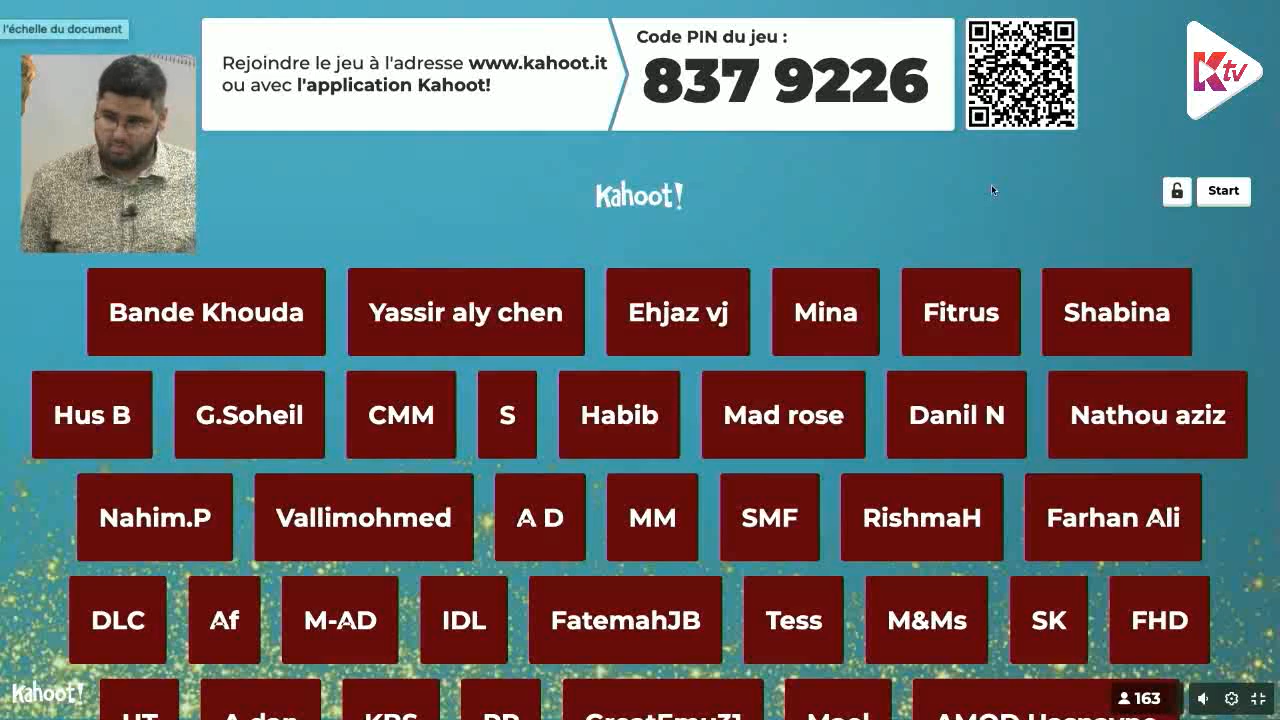 l'échelle du document
Rejoindre le jeu à l'adresse www.kahoot.it
ou avec l'application Kahoot!
Code PIN du jeu :
837 9226
Ktv
Kahoot!
Start
Bande Khouda
Yassir aly chen
Ehjaz vj
Mina
Fitrus
Shabina
Hus B
G.Soheil
CMM
S
Habib
Mad rose
Danil N
Nathou aziz
Nahim.P
Vallimohmed
A D
MM
SMF
RishmaH
Farhan Ali
DLC
Af
M-AD
IDL
FatemahJB
Tess
M&Ms
SK
FHD
Kahoot!
163